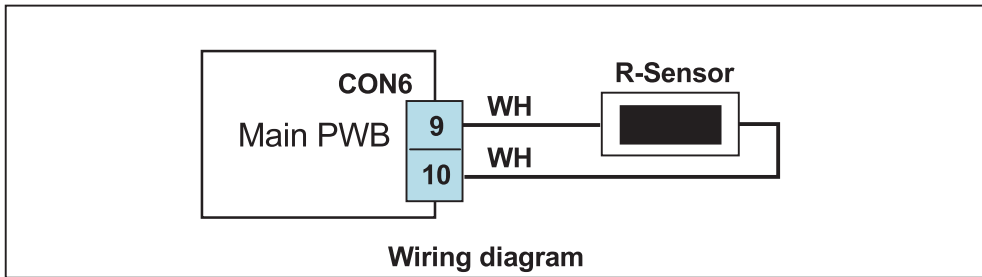 R-Sensor
CON6
WH
Main PWB
9
WH
10
Wiring diagram